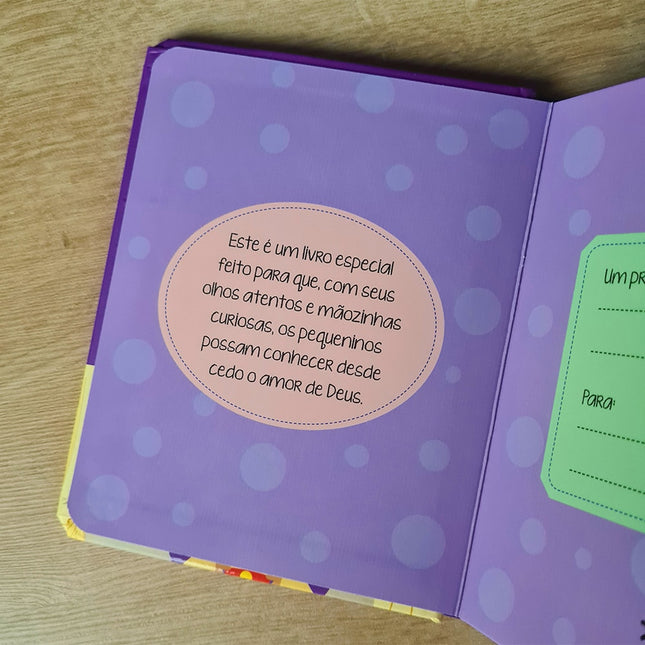 Este é um livro especial
feito para que, com seus
olhos atentos e mãozinhas
curiosas, os pequeninos
possam conhecer desde
cedo o amor de Deus.
Um
Para: